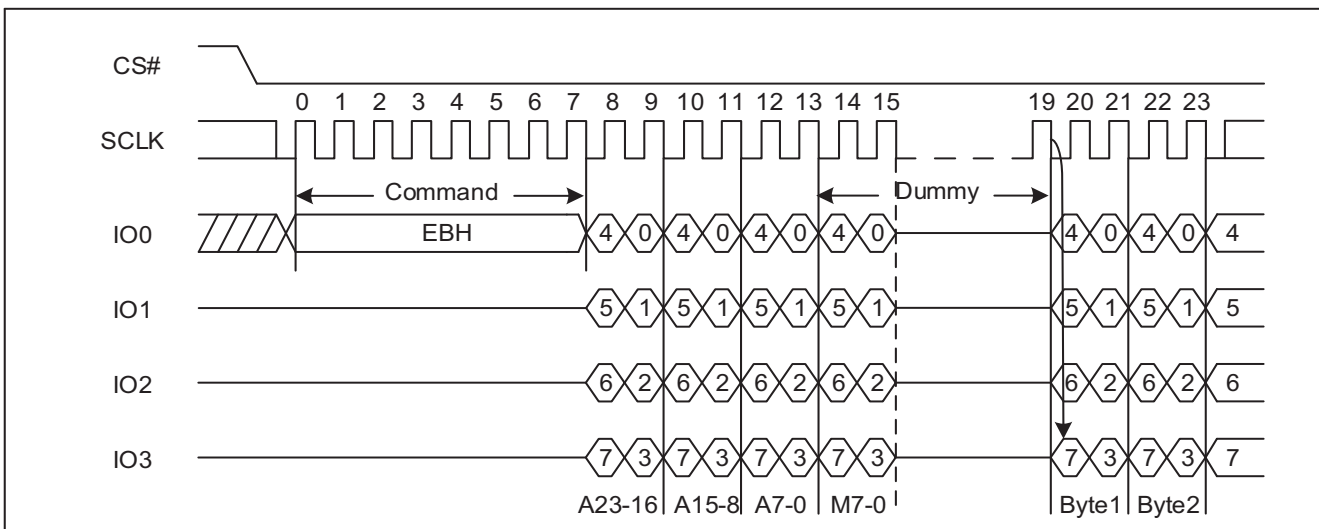 CS#
0 1 2 3 4 5 6 7 8 9 10 11 12 13 14 15 19 20 21 22 23
SCLK
Command Dummy
IO0 EBH 4 0 4 0 4 0 4 0 4 0 4 0 4
IO1 5 1 5 1 5 1 5 1 5 1 5 1 5
IO2 6 2 6 2 6 2 6 2 6 2 6 2 6
IO3 7 3 7 3 7 3 7 3 7 3 7 3 7
A23-16 A15-8 A7-0 M7-0 Byte1 Byte2